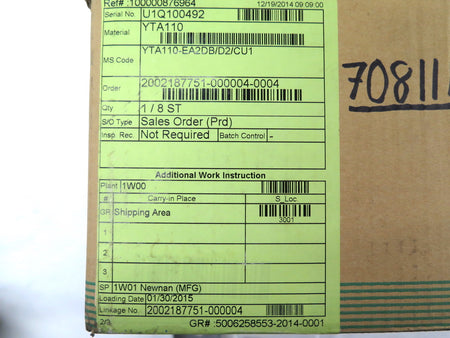 Ref# :100000876964 12/19/2014 09:09:00
Serial No. U1Q100492
Material YTA110
MS Code YTA110-EA2DB/D2/CU1
Order 2002187751-000004-0004
Qty 1 / 8 ST
S/O Type Sales Order (Prd)
Insp. Rec. Not Required Batch Control -
Additional Work Instruction
Plant 1W00
# Carry-in Place S_Loc
GR Shipping Area 3001
1
2
3
SP 1W01 Newnan (MFG)
Loading Date 01/30/2015
Linkage No. 2002187751-000004
2/3 GR# :5006258553-2014-0001
70811